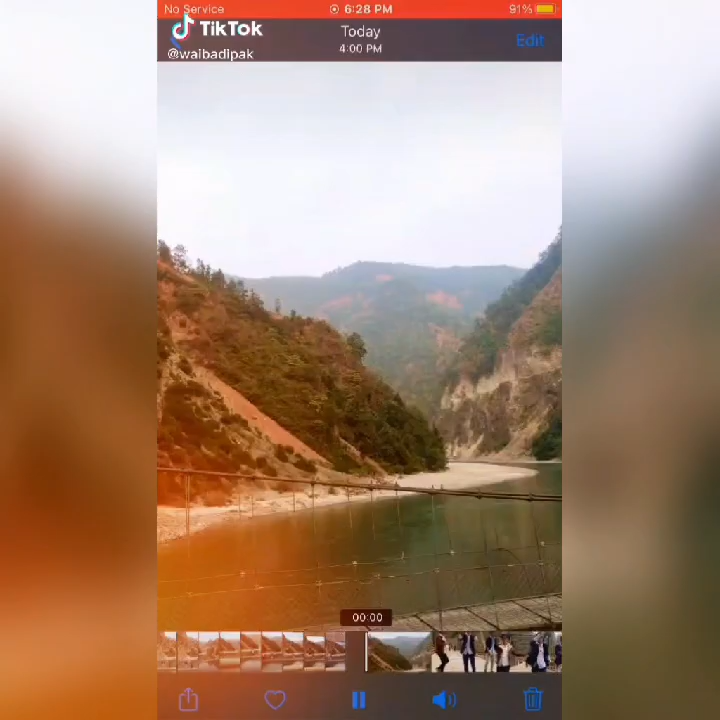 No Service 6:28 PM 91%
TikTok
@waibadipak
Today
4:00 PM
Edit
00:00